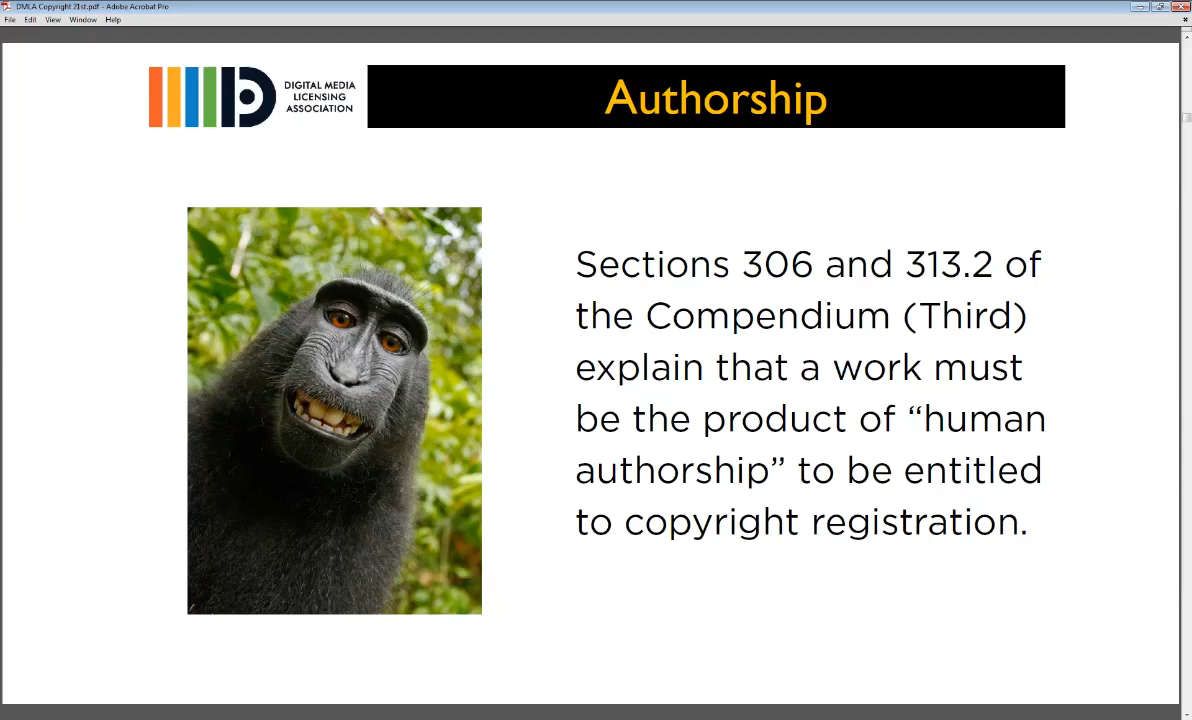 DMLA Copyright 21st.pdf - Adobe Acrobat Pro
File Edit View Window Help
DIGITAL MEDIA
LICENSING
ASSOCIATION
Authorship
Sections 306 and 313.2 of
the Compendium (Third)
explain that a work must
be the product of “human
authorship” to be entitled
to copyright registration.